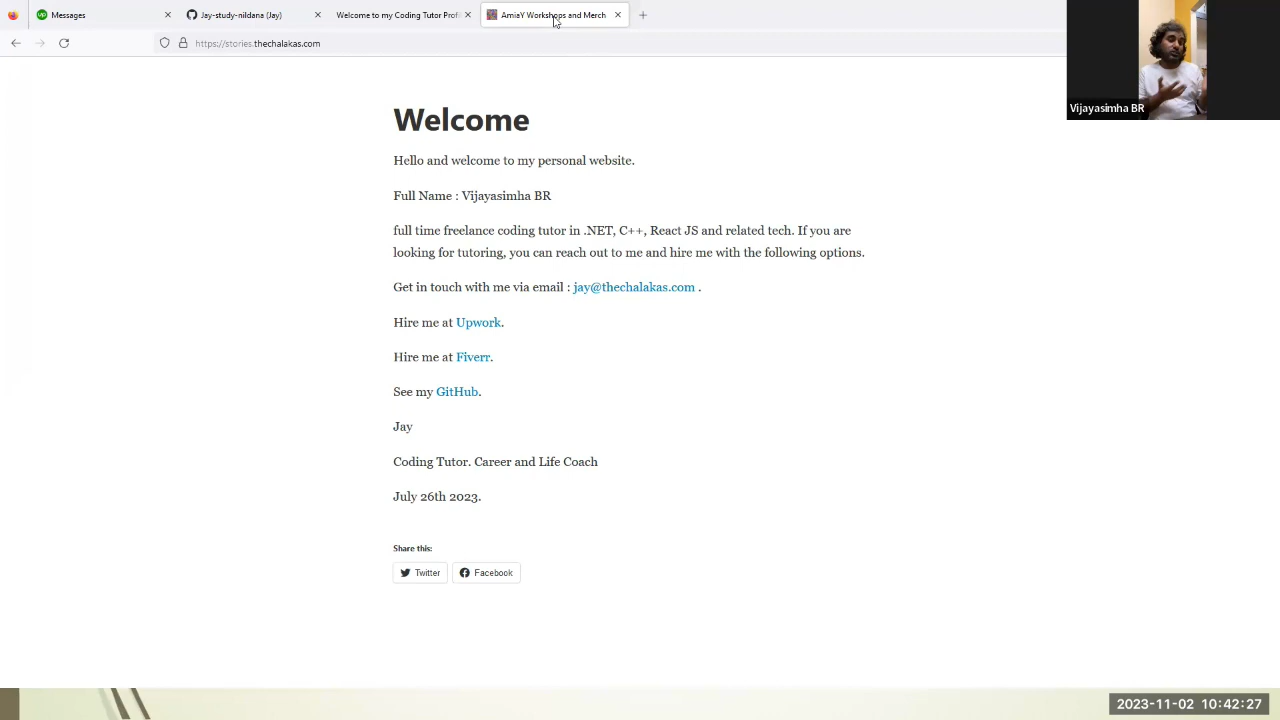 Messages
Jay-study-nildana (Jay)
Welcome to my Coding Tutor Profi
AmiaY Workshops and Merch
https://stories.thechalakas.com
Vijayasimha BR
Welcome
Hello and welcome to my personal website.
Full Name : Vijayasimha BR
full time freelance coding tutor in .NET, C++, React JS and related tech. If you are
looking for tutoring, you can reach out to me and hire me with the following options.
Get in touch with me via email : jay@thechalakas.com .
Hire me at Upwork.
Hire me at Fiverr.
See my GitHub.
Jay
Coding Tutor. Career and Life Coach
July 26th 2023.
Share this:
Twitter
Facebook
2023-11-02 10:42:27